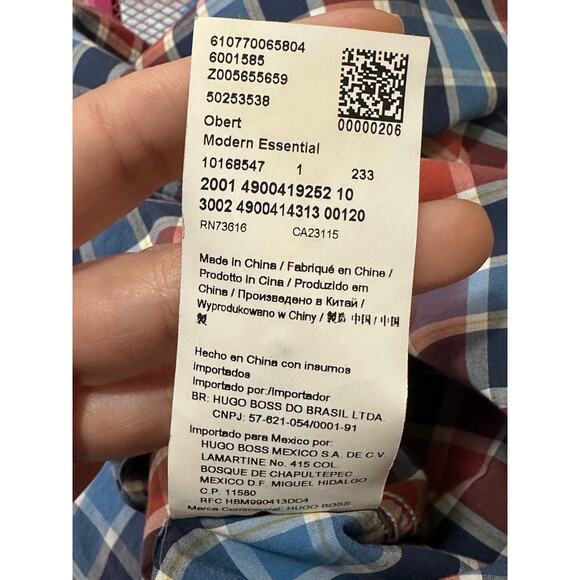 610770065804
6001585
Z005655659
50253538
Obert
00000206
Modern Essential
10168547 1 233
2001 4900419252 10
3002 4900414313 00120
RN73616 CA23115
Made in China / Fabriqué en Chine /
Prodotto in Cina / Produzido em
China / Произведено в Китай /
Wyprodukowano w Chiny / 製造 中国 / 中国
製
Hecho en China con insumos
importados
Importado por:/Importador
BR: HUGO BOSS DO BRASIL LTDA.
CNPJ: 57-621-054/0001-91
Importado para Mexico por:
HUGO BOSS MEXICO S.A. DE C.V.
LAMARTINE No. 415 COL.
BOSQUE DE CHAPULTEPEC
MEXICO D.F. MIGUEL HIDALGO
C.P. 11580
RFC HBM990413DC4
Marca Commercial: HUGO BOSS